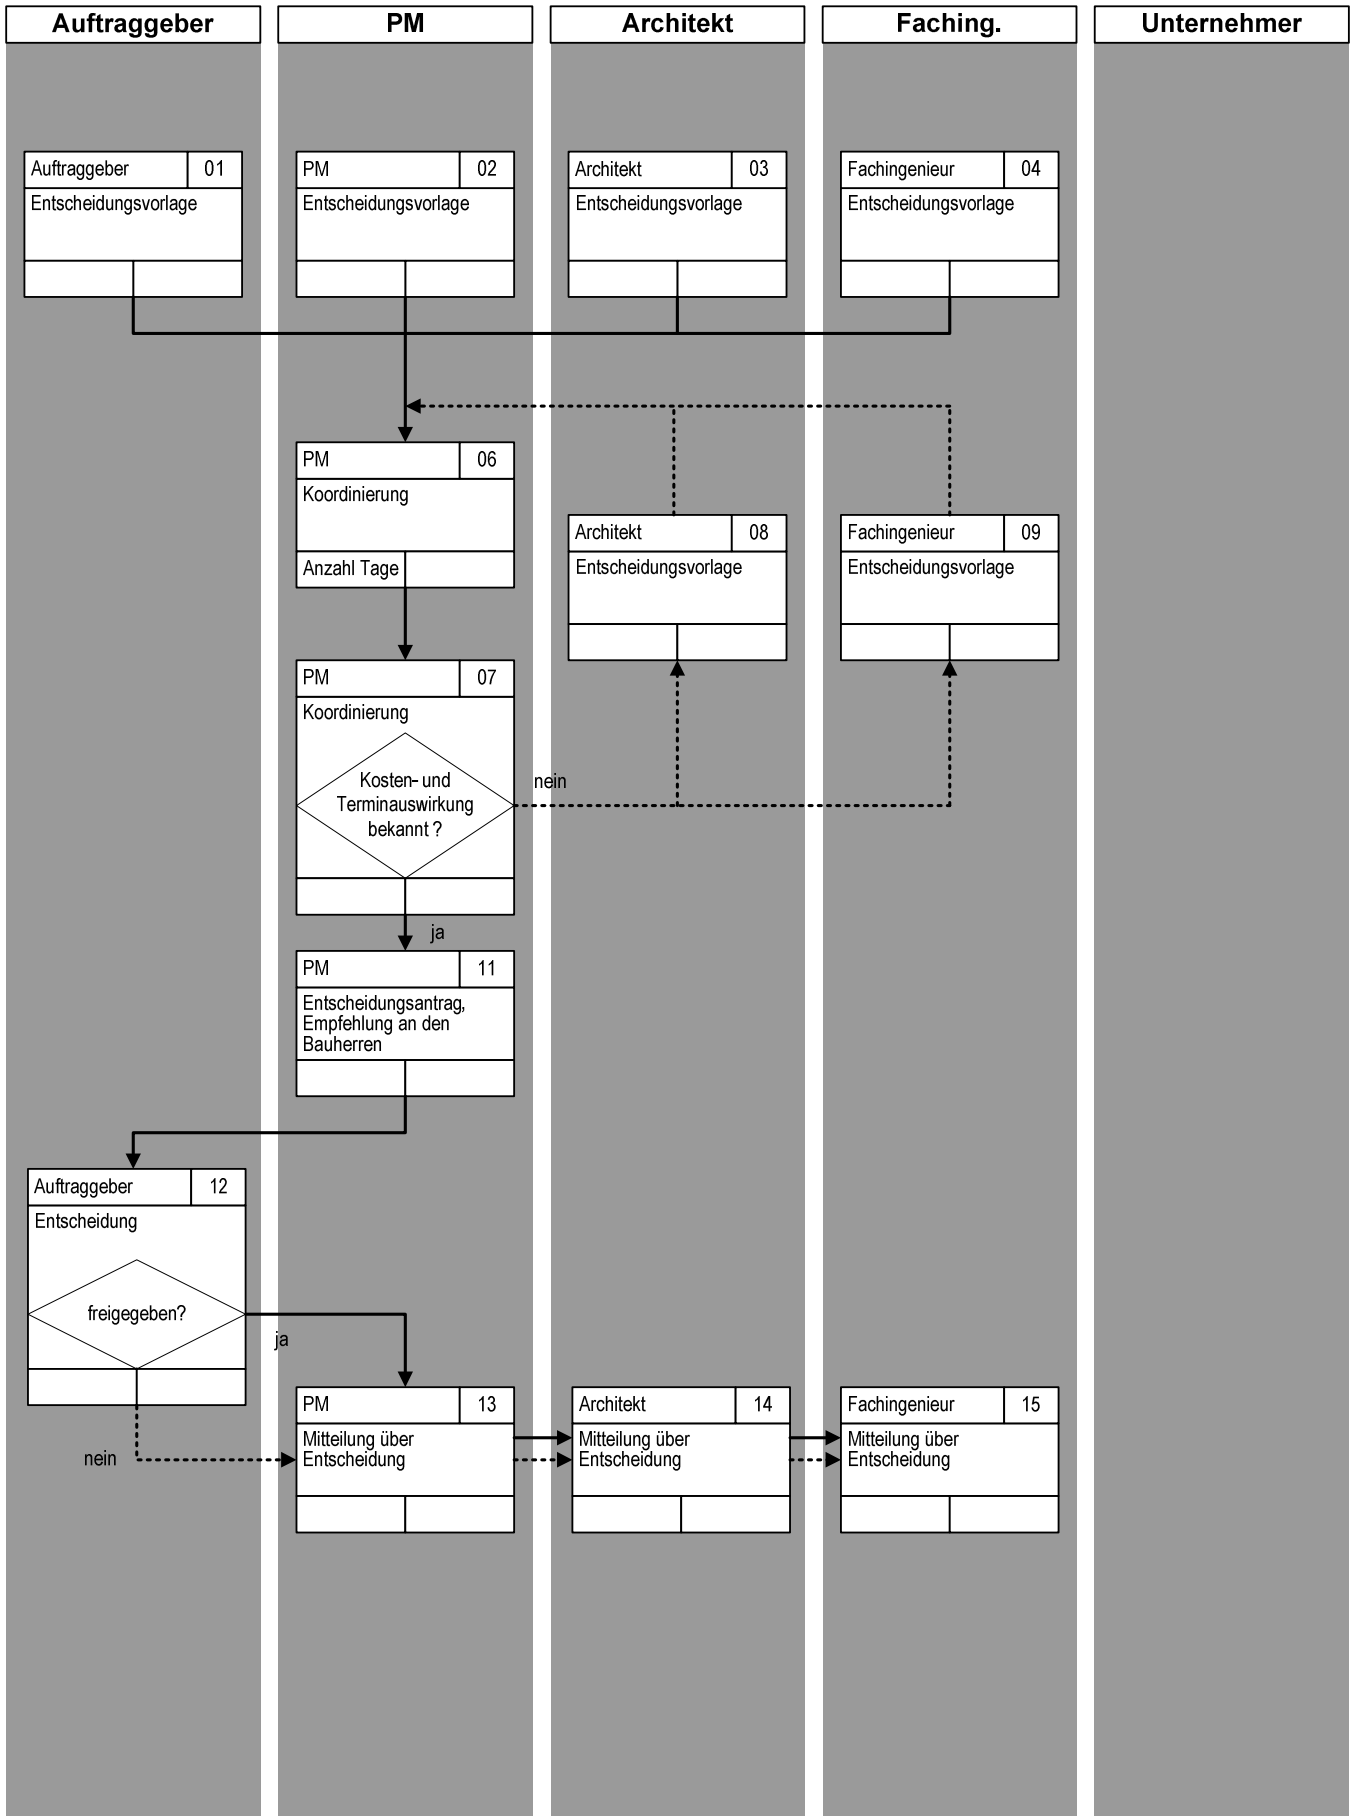 Auftraggeber
PM
Architekt
Faching.
Unternehmer
Auftraggeber 01
Entscheidungsvorlage
PM 02
Entscheidungsvorlage
Architekt 03
Entscheidungsvorlage
Fachingenieur 04
Entscheidungsvorlage
PM 06
Koordinierung
Anzahl Tage
Architekt 08
Entscheidungsvorlage
Fachingenieur 09
Entscheidungsvorlage
PM 07
Koordinierung
Kosten- und
Terminauswirkung
bekannt ?
nein
ja
PM 11
Entscheidungsantrag,
Empfehlung an den
Bauherren
Auftraggeber 12
Entscheidung
freigegeben?
ja
nein
PM 13
Mitteilung über
Entscheidung
Architekt 14
Mitteilung über
Entscheidung
Fachingenieur 15
Mitteilung über
Entscheidung